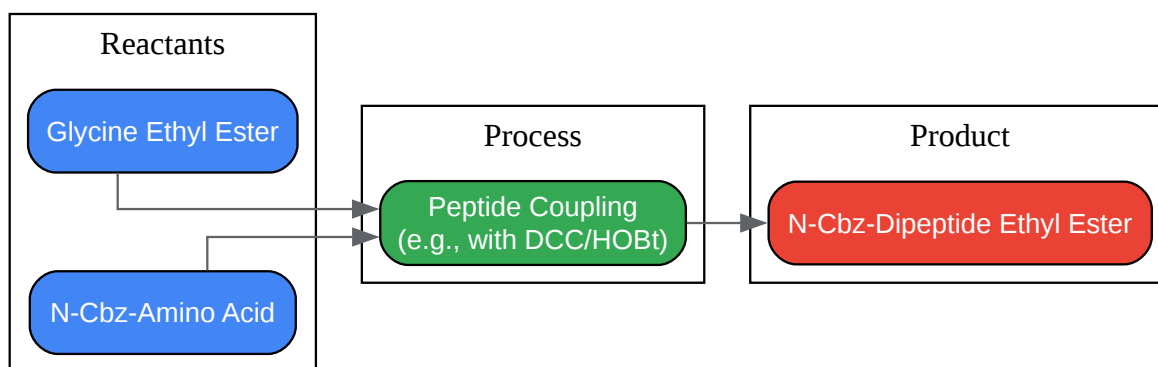 Reactants
Glycine Ethyl Ester
N-Cbz-Amino Acid
Process
Peptide Coupling
(e.g., with DCC/HOBt)
Product
N-Cbz-Dipeptide Ethyl Ester